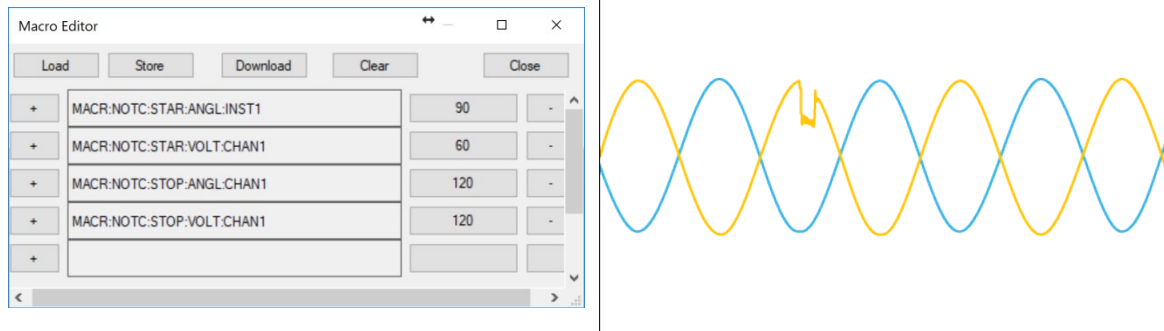 Macro Editor
Load Store Download Clear Close
+ MACR:NOTC:STAR:ANGL:INST1 90 -
+ MACR:NOTC:STAR:VOLT:CHAN1 60 -
+ MACR:NOTC:STOP:ANGL:CHAN1 120 -
+ MACR:NOTC:STOP:VOLT:CHAN1 120 -
+